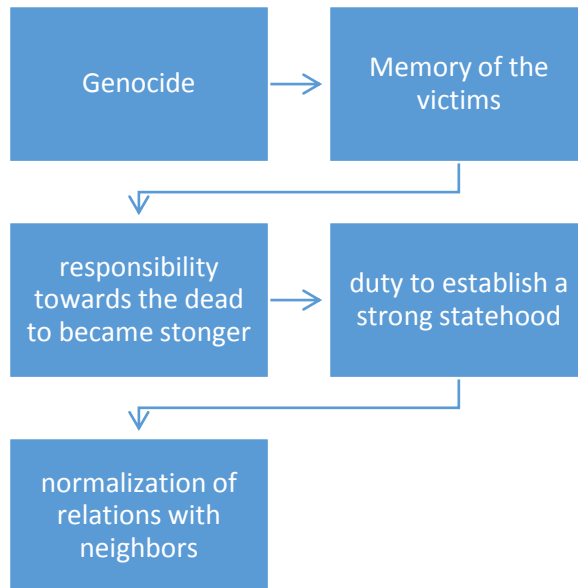 Genocide
Memory of the
victims
responsibility
towards the dead
to became stonger
duty to establish a
strong statehood
normalization of
relations with
neighbors